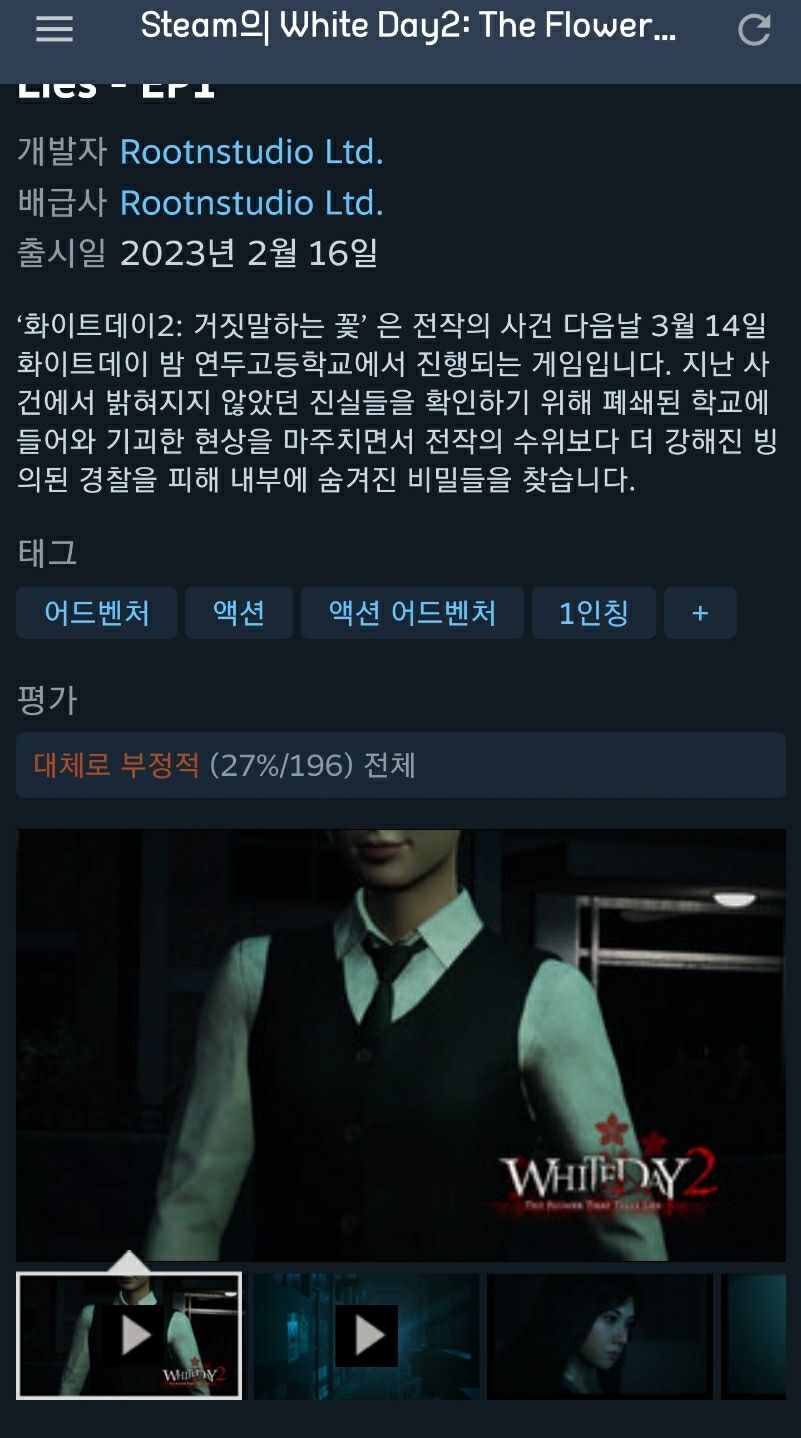 Steam의 White Day2: The Flower...
Lies - EP1
개발자 Rootnstudio Ltd.
배급사 Rootnstudio Ltd.
출시일 2023년 2월 16일
‘화이트데이2: 거짓말하는 꽃’ 은 전작의 사건 다음날 3월 14일
화이트데이 밤 연두고등학교에서 진행되는 게임입니다. 지난 사
건에서 밝혀지지 않았던 진실들을 확인하기 위해 폐쇄된 학교에
들어와 기괴한 현상을 마주치면서 전작의 수위보다 더 강해진 빙
의된 경찰을 피해 내부에 숨겨진 비밀들을 찾습니다.
태그
어드벤처 액션 액션 어드벤처 1인칭 +
평가
대체로 부정적 (27%/196) 전체
WHITEDAY2
THE FLOWER THAT TELLS LIES
WHITEDAY2